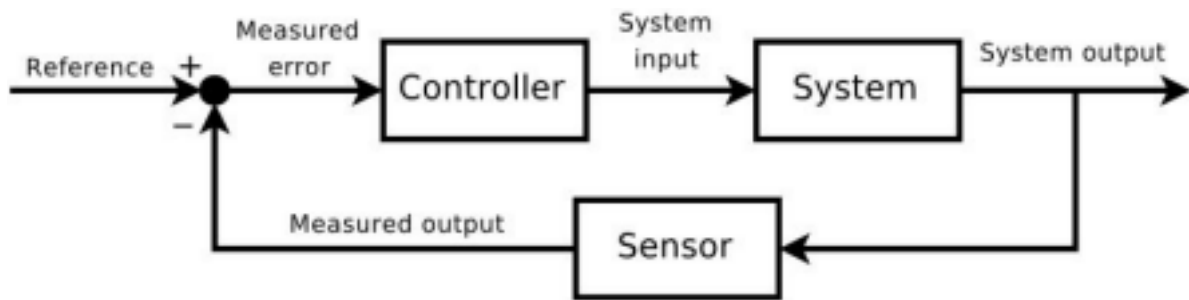 Reference
+
−
Measured
error
Controller
System
input
System
System output
Measured output
Sensor